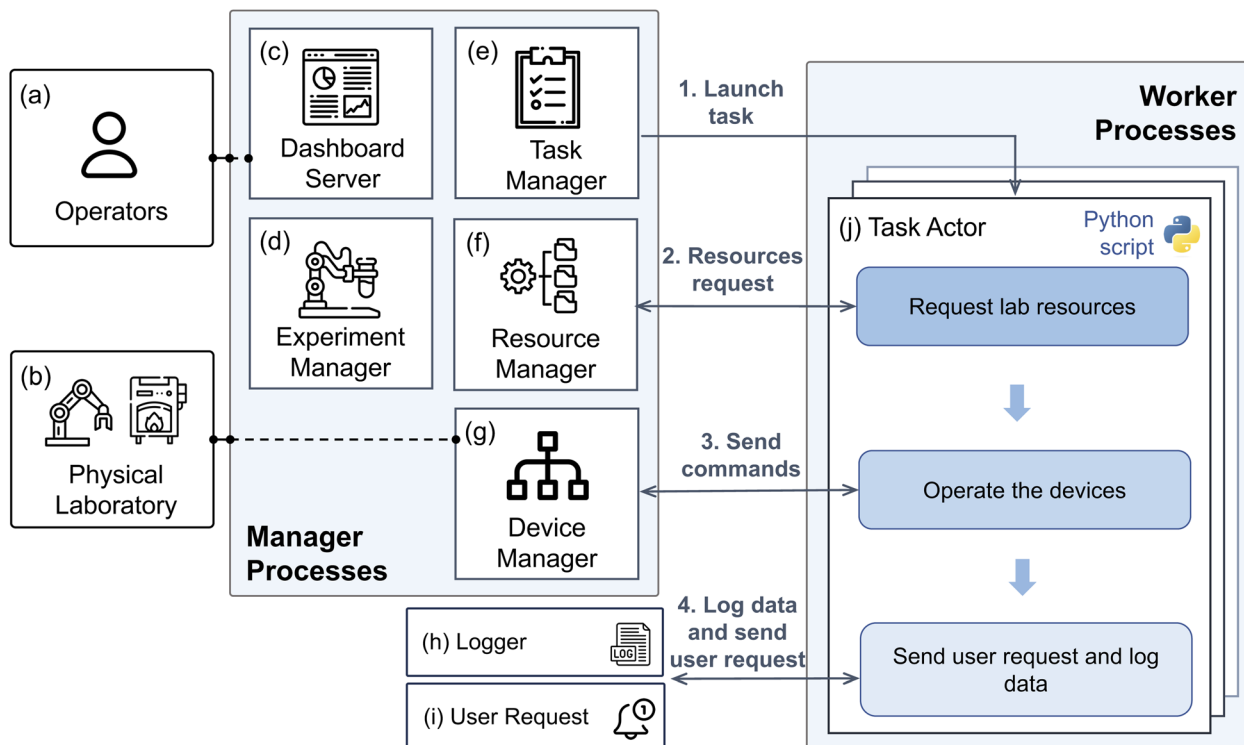 (a)
Operators
(b)
Physical
Laboratory
(c)
Dashboard
Server
(e)
Task
Manager
(d)
Experiment
Manager
(f)
Resource
Manager
(g)
Device
Manager
Manager
Processes
(h) Logger
LOG
(i) User Request
1
1. Launch
task
2. Resources
request
3. Send
commands
4. Log data
and send
user request
Worker
Processes
(j) Task Actor
Python
script
Request lab resources
Operate the devices
Send user request and log
data